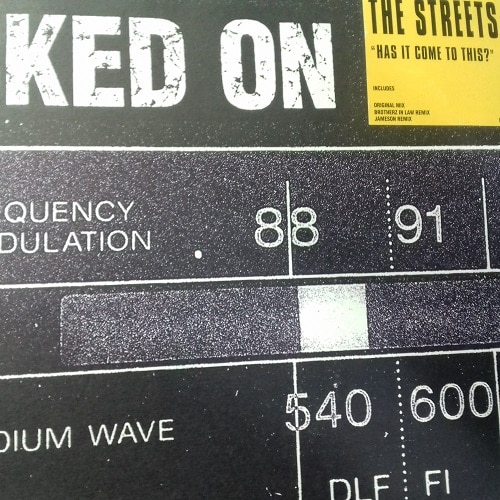 KED ON
THE STREETS
"HAS IT COME TO THIS?"
INCLUDES
ORIGINAL MIX
BROTHERZ IN LAW REMIX
JAMESON REMIX
QUENCY
DULATION
88 91
DIUM WAVE
540 600
DLF FI